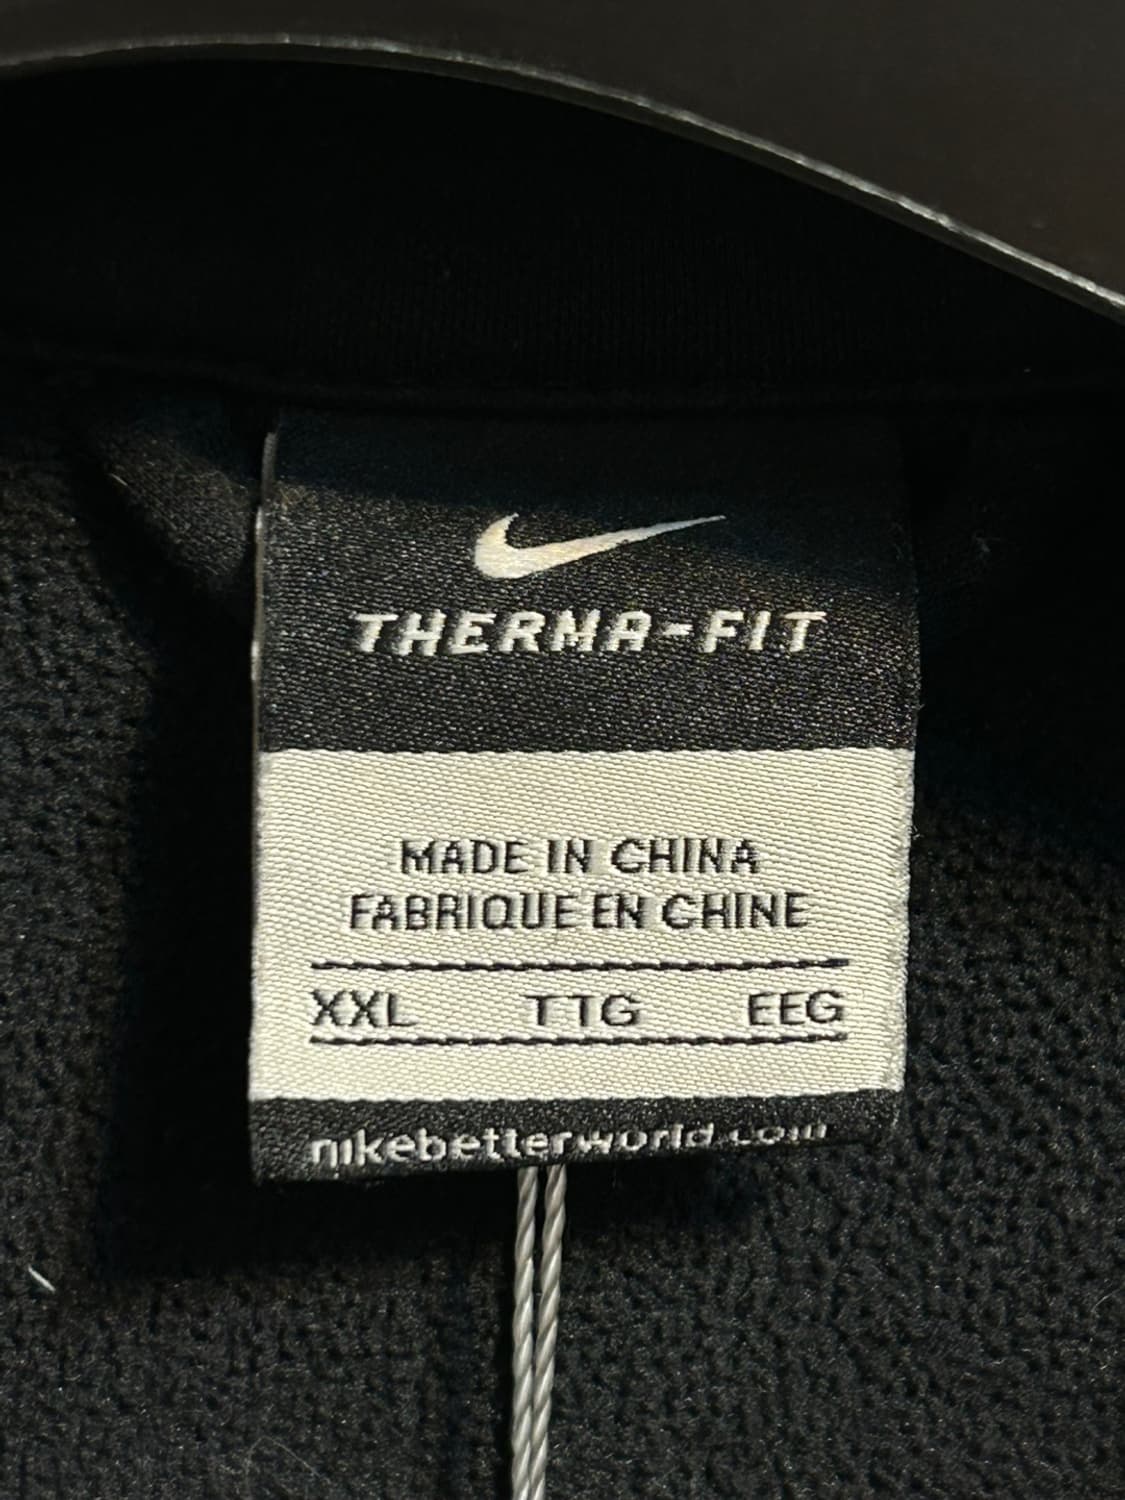 THERMA-FIT
MADE IN CHINA
FABRIQUE EN CHINE
XXL TTG EEG
nikebetterworld.com